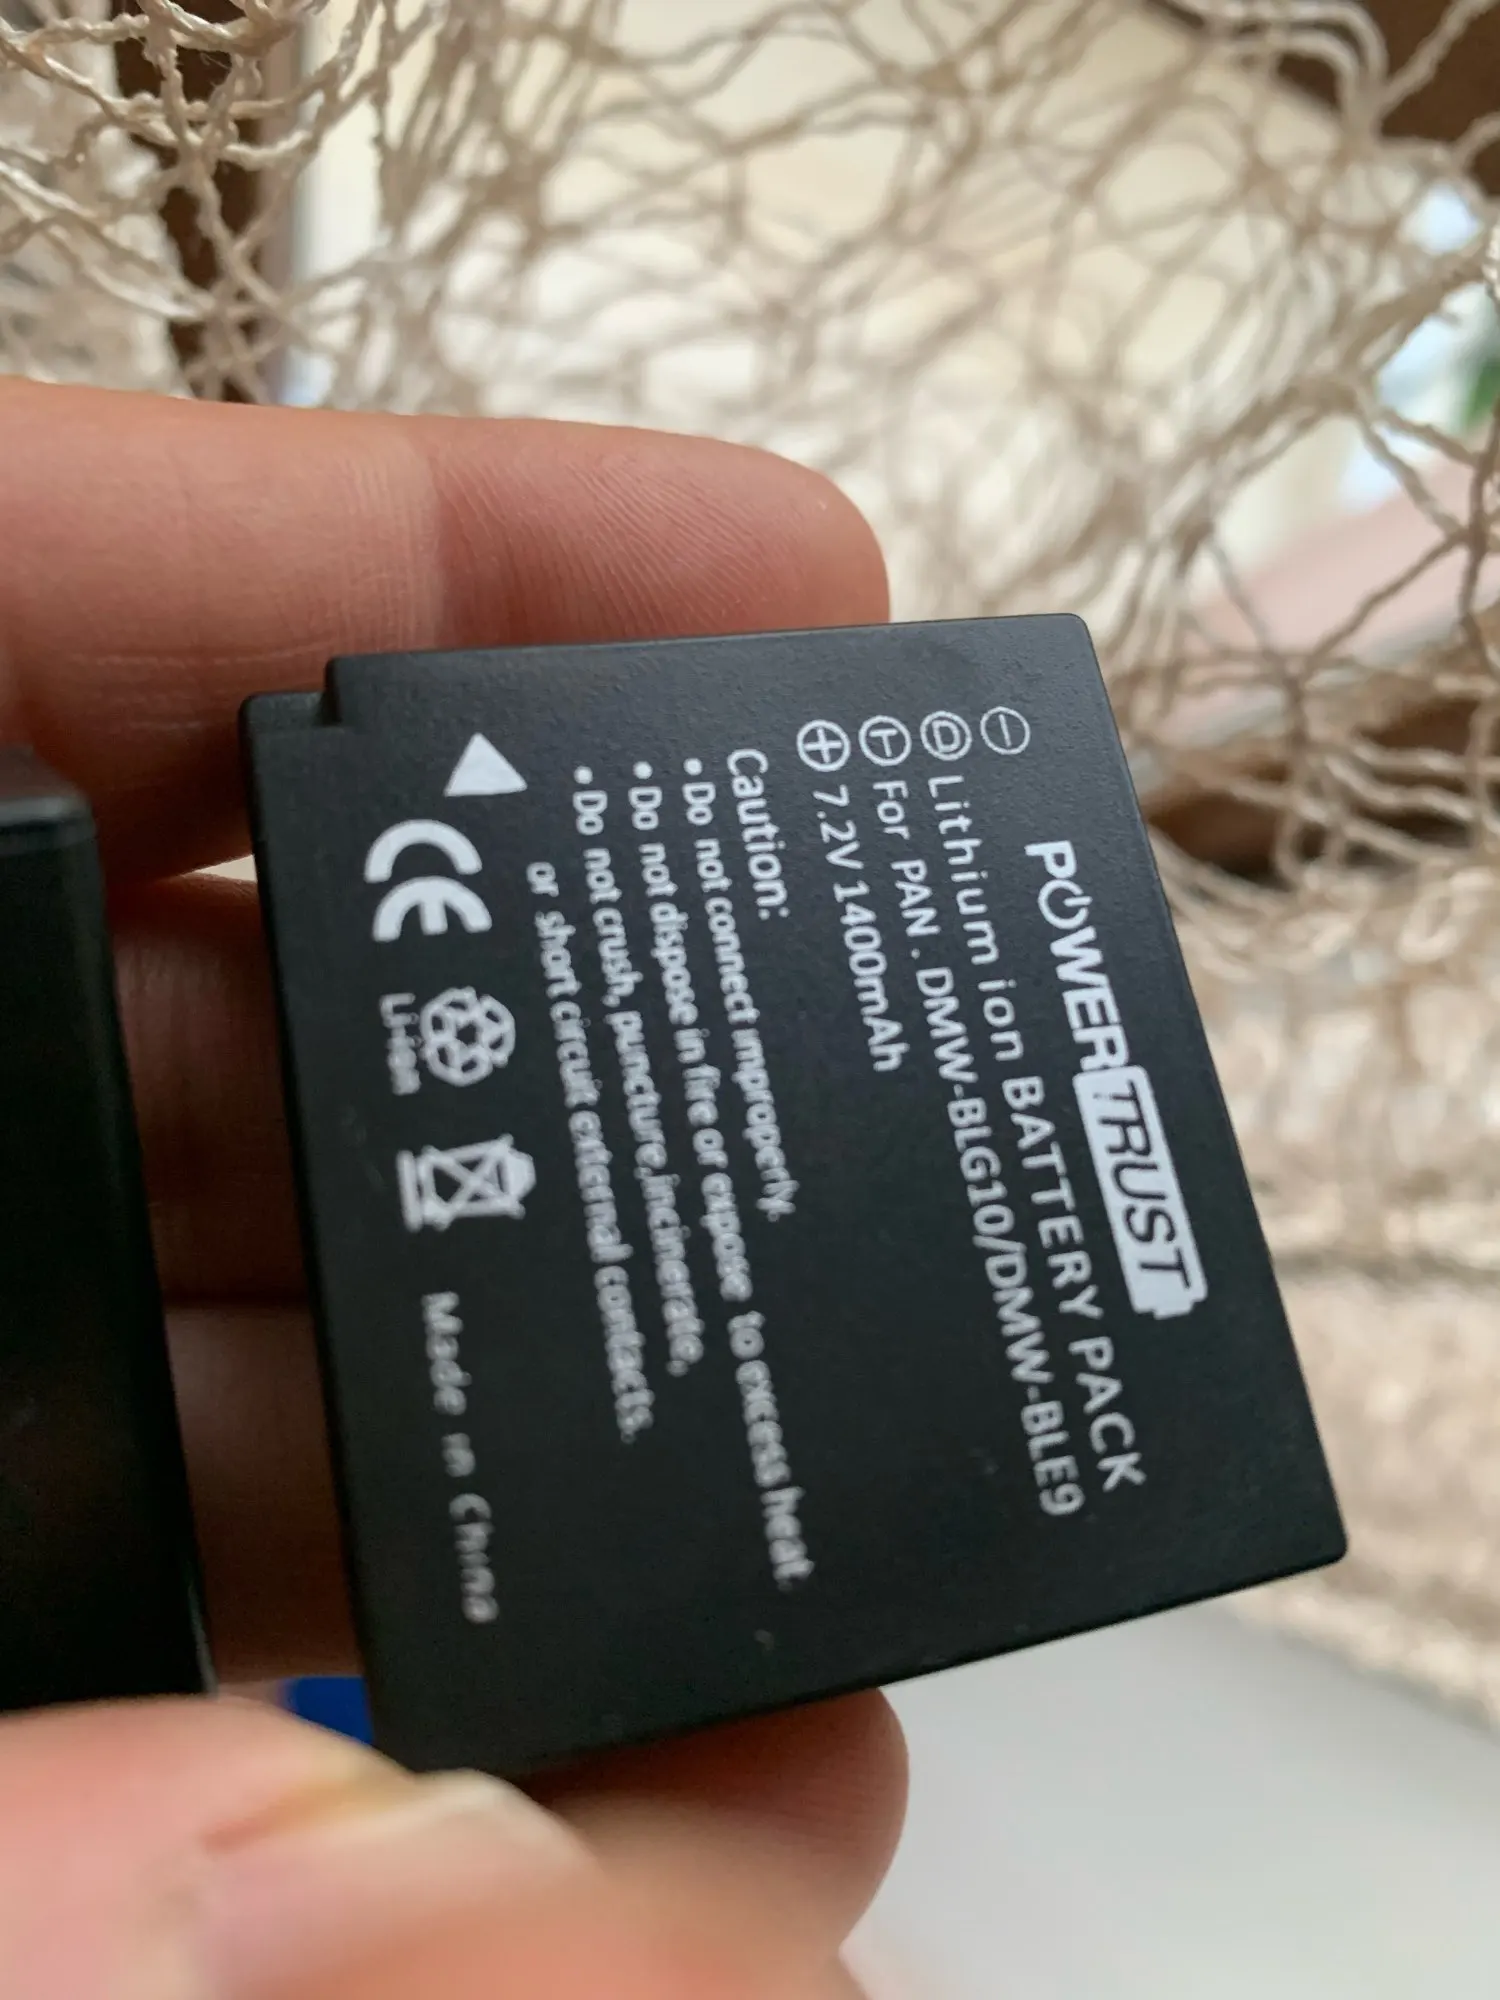 POWERTRUST
Lithium ion BATTERY PACK
For PAN . DMW-BLG10/DMW-BLE9
7.2V 1400mAh
Caution:
• Do not connect improperly.
• Do not dispose in fire or expose to excess heat.
• Do not crush, puncture,incinerate,
or short circuit external contacts.
CE
Li-ion
Made in China